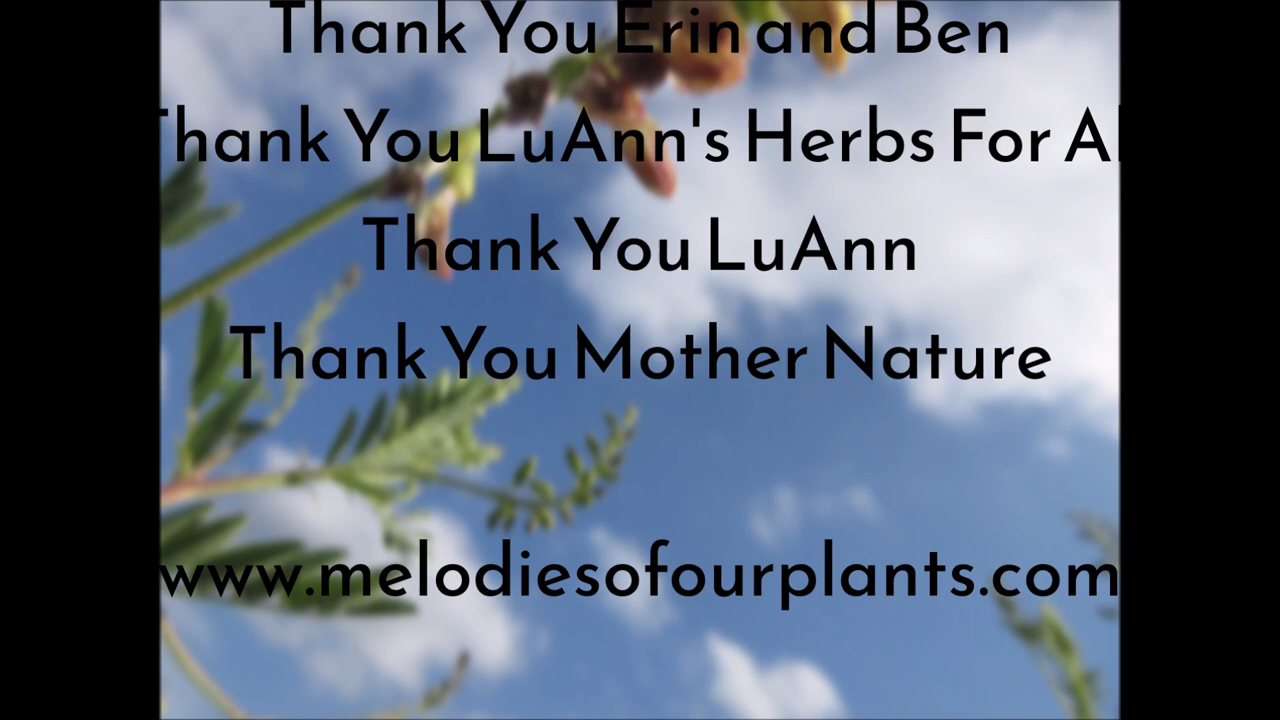 Thank You Erin and Ben
Thank You LuAnn's Herbs For
Thank You LuAnn
Thank You Mother Nature
www.melodiesofourplants.com